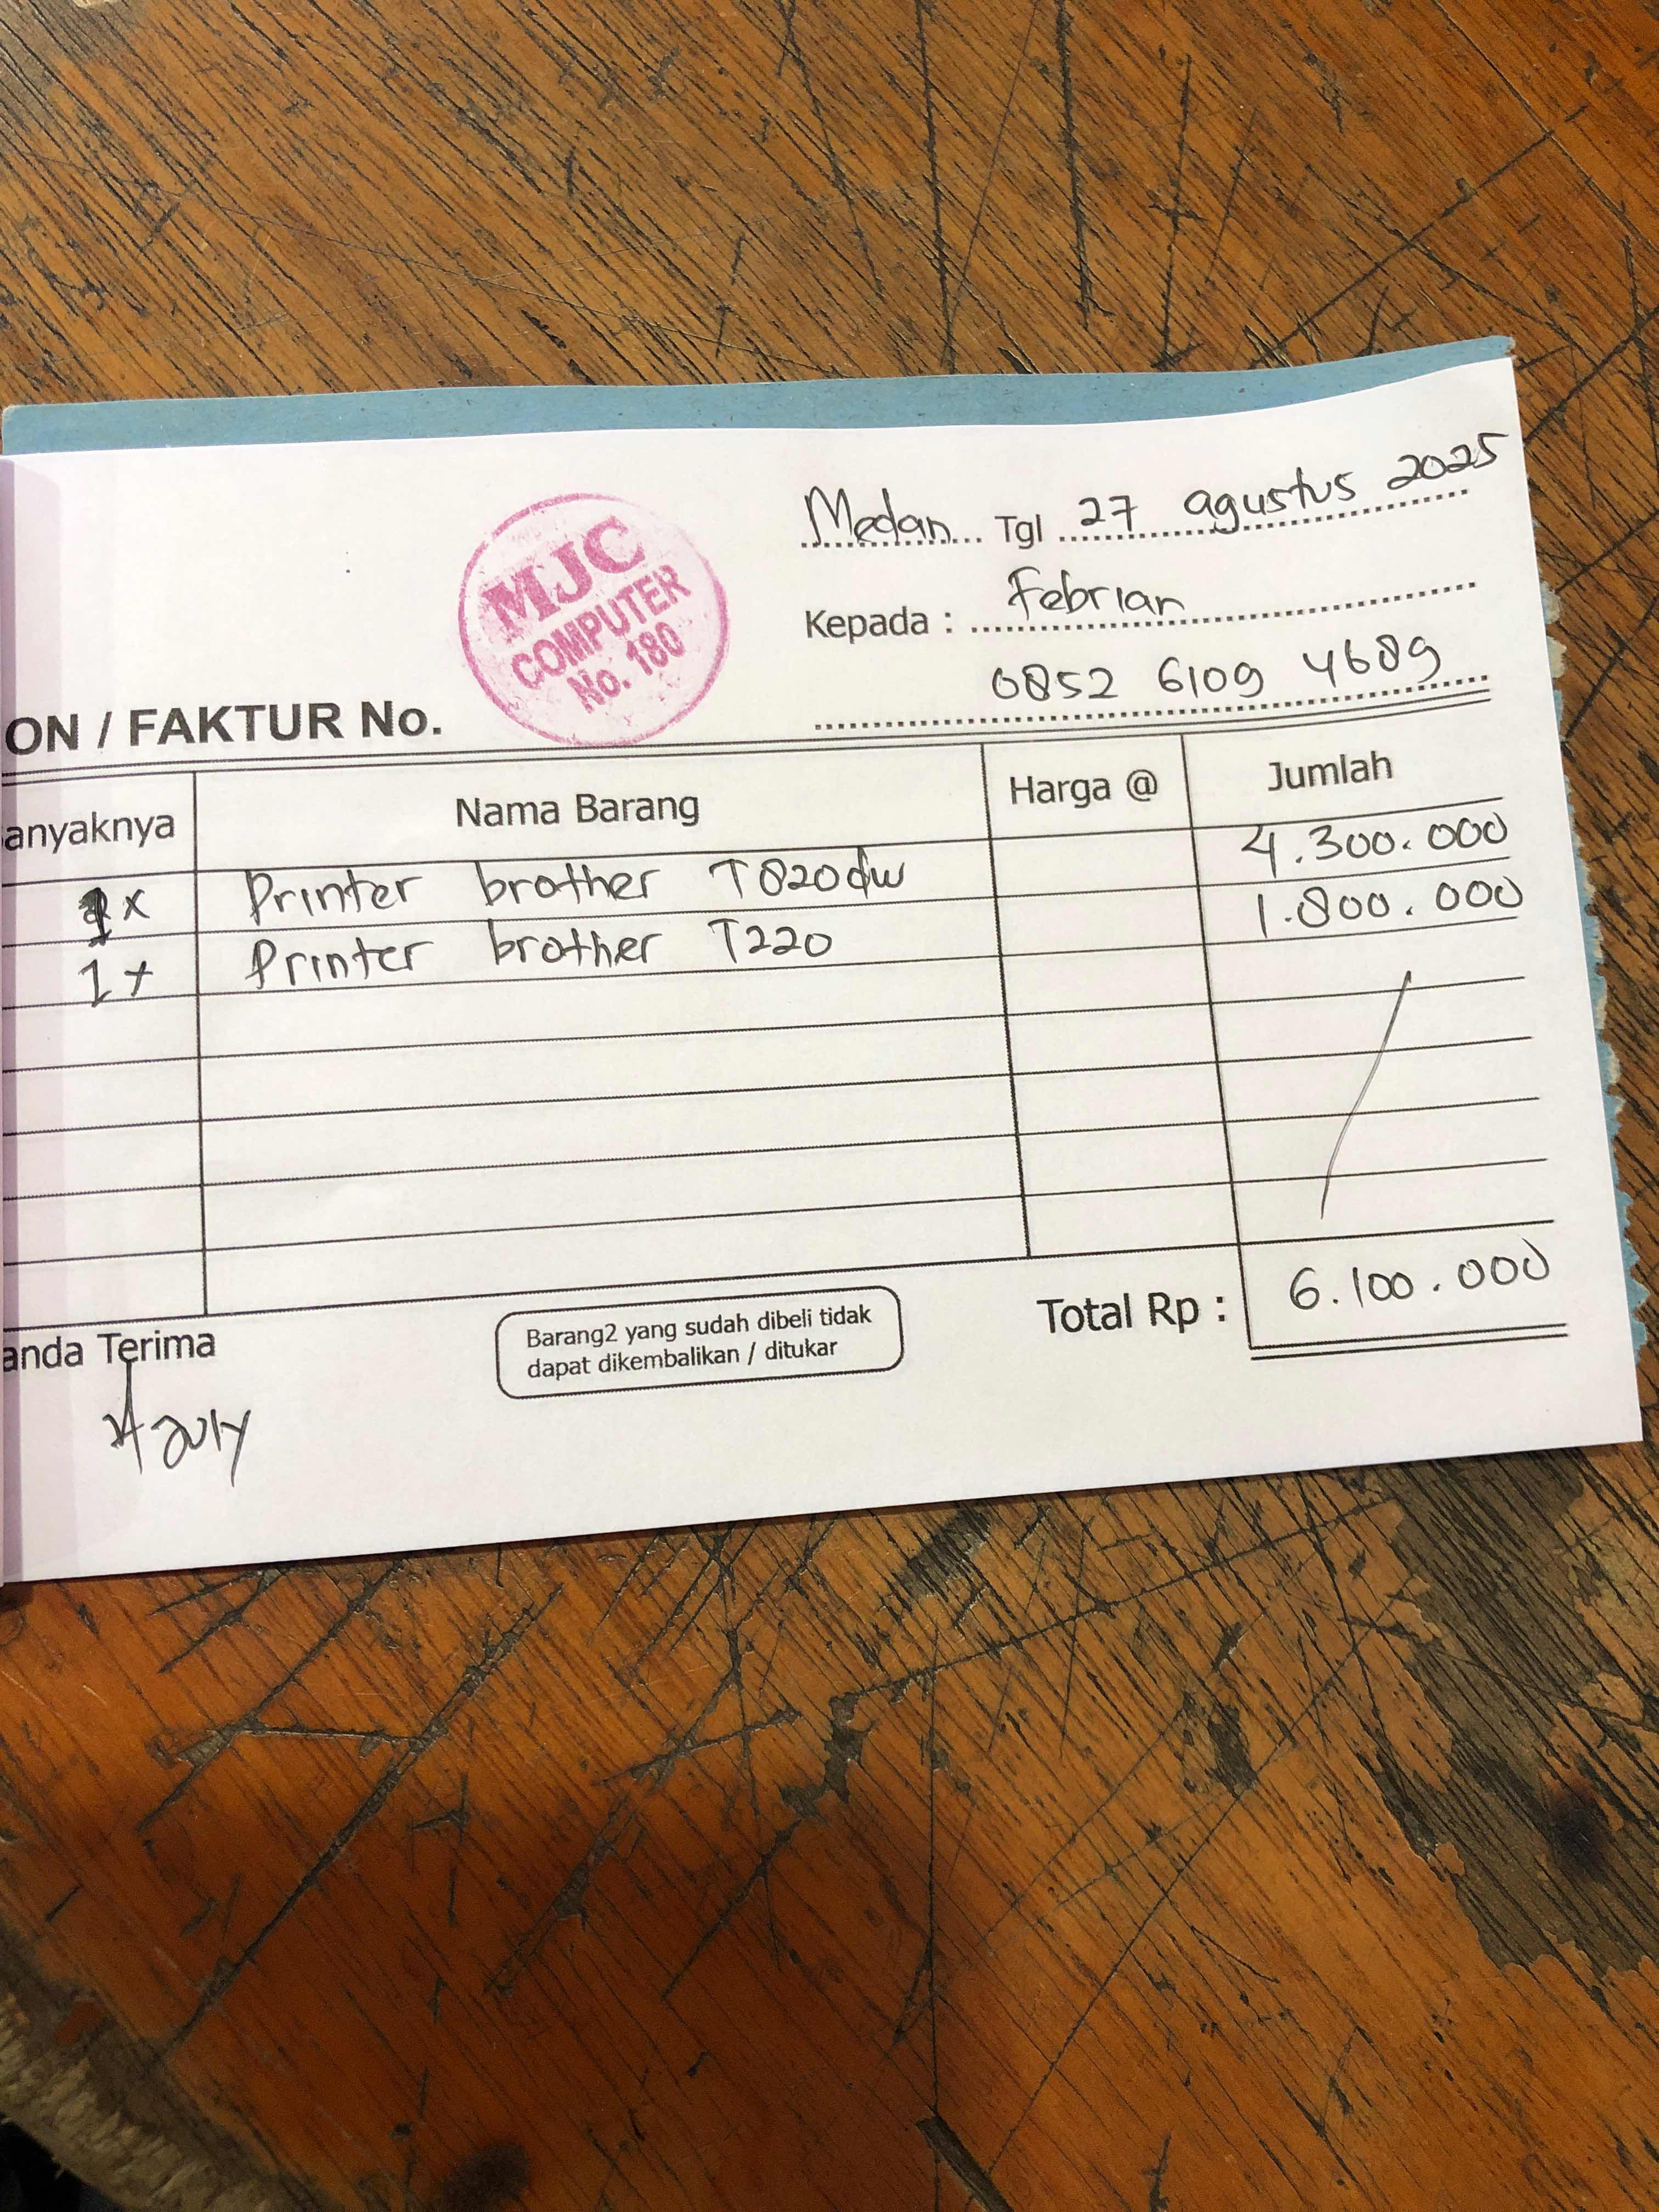 Medan Tgl 27 agustus 2025
MJC
COMPUTER
No. 180
Kepada : Febrian
0852 6109 4689
ON / FAKTUR No.
anyaknya Nama Barang Harga @ Jumlah
1x Printer brother T820dw 4.300.000
1x Printer brother T220 1.800.000
Total Rp : 6.100.000
anda Terima
Barang2 yang sudah dibeli tidak
dapat dikembalikan / ditukar